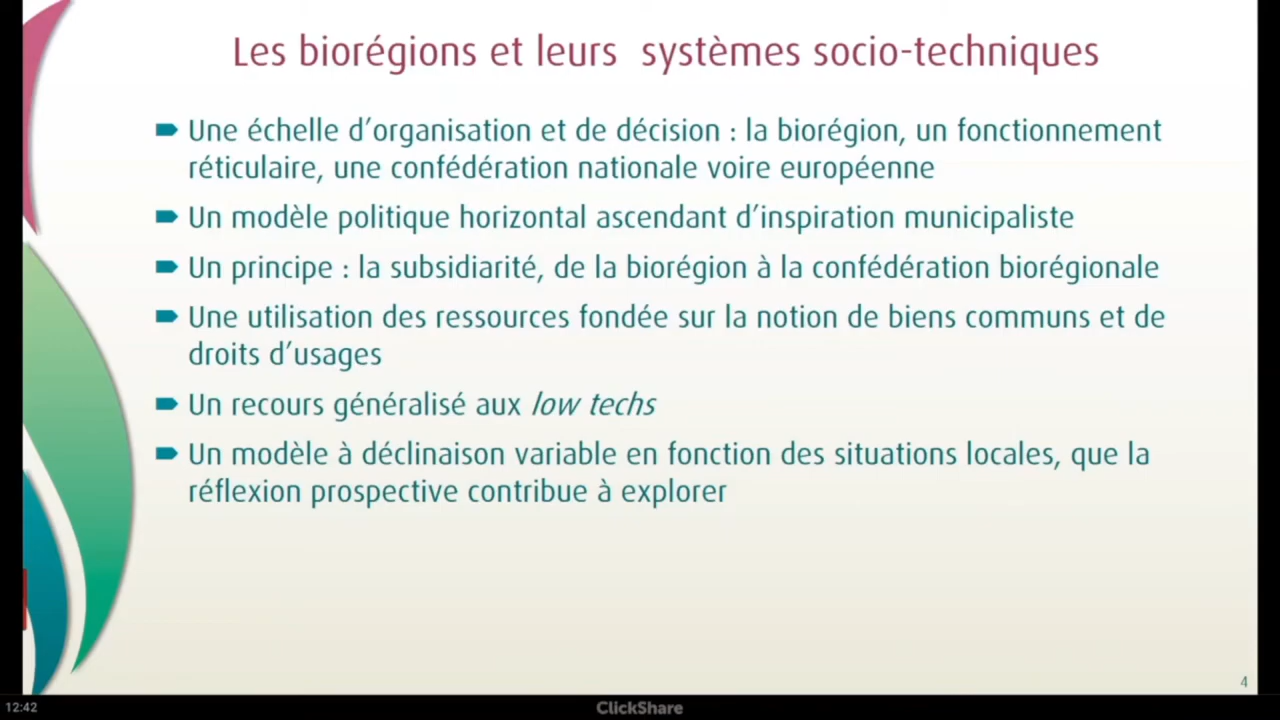 Les biorégions et leurs systèmes socio-techniques
Une échelle d'organisation et de décision : la biorégion, un fonctionnement
réticulaire, une confédération nationale voire européenne
Un modèle politique horizontal ascendant d'inspiration municipaliste
Un principe : la subsidiarité, de la biorégion à la confédération biorégionale
Une utilisation des ressources fondée sur la notion de biens communs et de
droits d'usages
Un recours généralisé aux low techs
Un modèle à déclinaison variable en fonction des situations locales, que la
réflexion prospective contribue à explorer
4
12:42
ClickShare